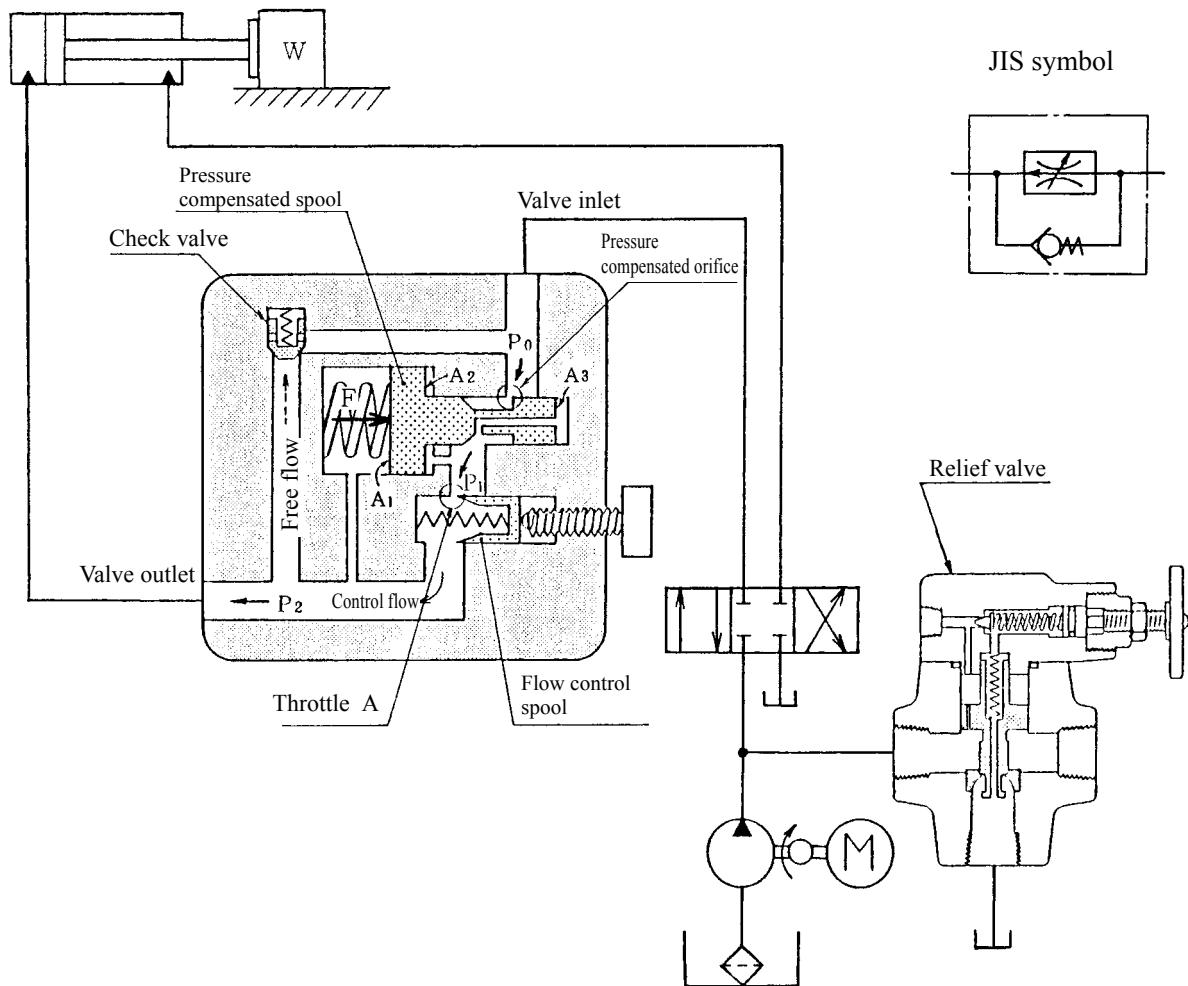 W
JIS symbol
Pressure
compensated spool
Valve inlet
Check valve
Pressure
compensated orifice
P0
A2
A3
F
Free flow
A1
P1
Relief valve
Valve outlet
P2
Control flow
Throttle A
Flow control
spool
M